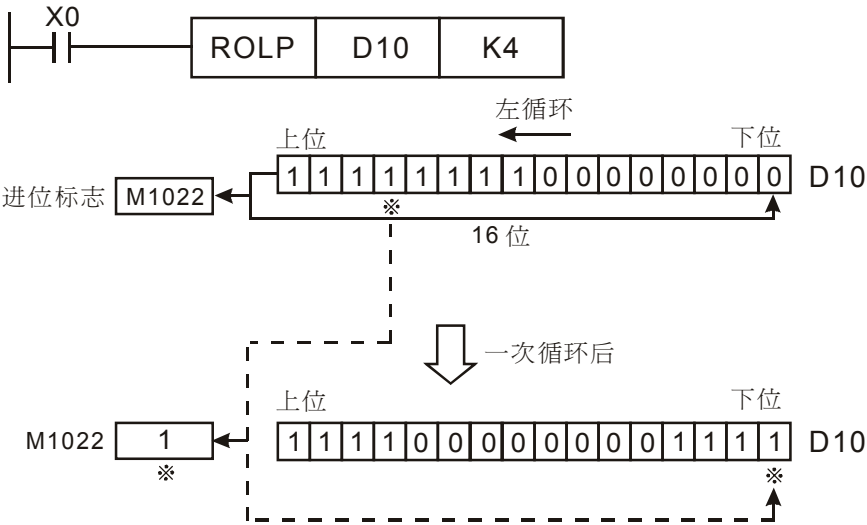 X0
ROLP D10 K4
左循环
上位 下位
1 1 1 1 1 1 1 1 0 0 0 0 0 0 0 0 D10
进位标志 M1022
※
16 位
一次循环后
上位 下位
M1022 1 1 1 1 1 0 0 0 0 0 0 0 0 1 1 1 1 D10
※ ※